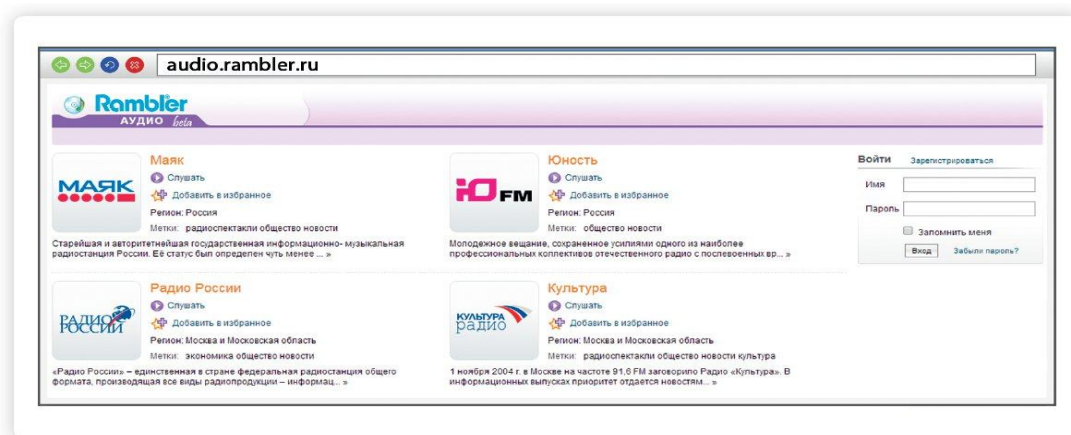 audio.rambler.ru
Rambler
АУДИО beta
Маяк
МАЯК
Слушать
Добавить в избранное
Регион: Россия
Метки: радиоспектакли общество новости
Старейшая и авторитетнейшая государственная информационно- музыкальная
радиостанция России. Её статус был определен чуть менее ... »
Юность
Ю FM
Слушать
Добавить в избранное
Регион: Россия
Метки: общество новости
Молодежное вещание, сохраненное усилиями одного из наиболее
профессиональных коллективов отечественного радио с послевоенных вр... »
Радио России
РАДИО
РОССИИ
Слушать
Добавить в избранное
Регион: Москва и Московская область
Метки: экономика общество новости
«Радио России» – единственная в стране федеральная радиостанция общего
формата, производящая все виды радиопродукции – информац... »
Культура
КУЛЬТУРА
радио
Слушать
Добавить в избранное
Регион: Москва и Московская область
Метки: радиоспектакли общество новости культура
1 ноября 2004 г. в Москве на частоте 91,6 FM заговорило Радио «Культура». В
информационных выпусках приоритет отдается новостям... »
Войти Зарегистрироваться
Имя
Пароль
Запомнить меня
Вход Забыли пароль?